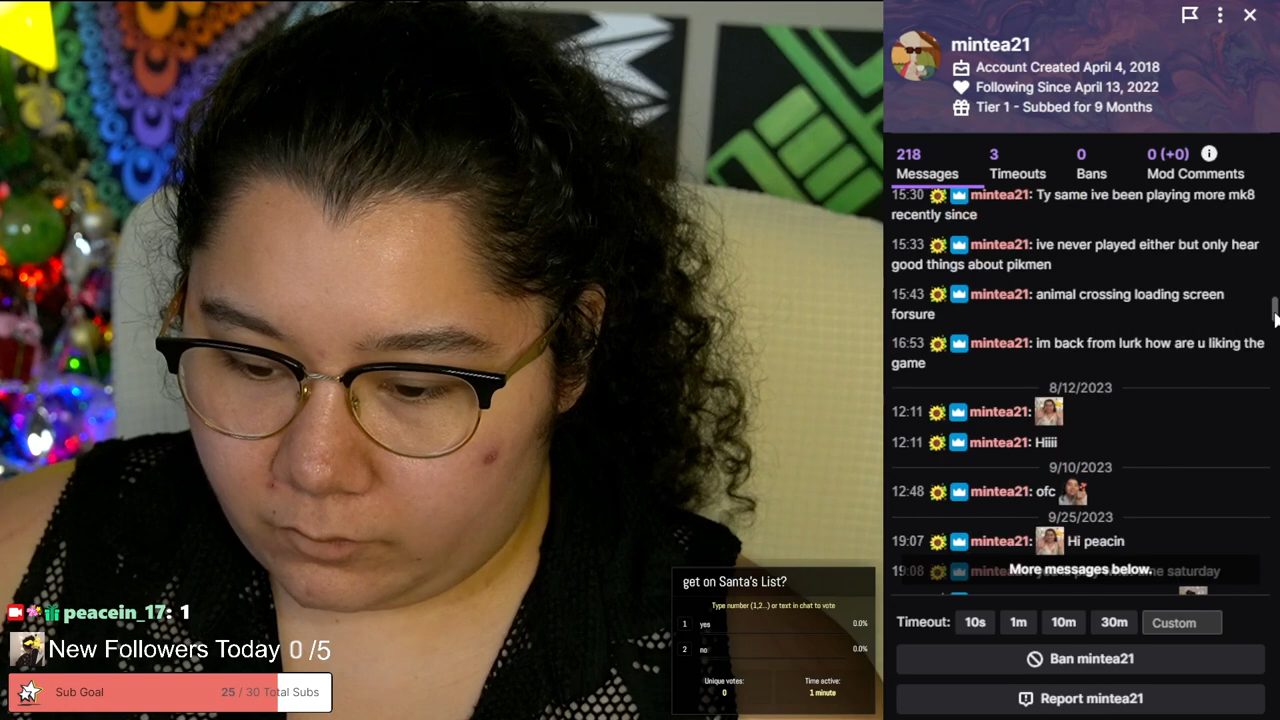 mintea21
Account Created April 4, 2018
Following Since April 13, 2022
Tier 1 - Subbed for 9 Months
218
3
0
0 (+0)
Messages
Timeouts
Bans
Mod Comments
15:30 mintea21: Ty same ive been playing more mk8
recently since
15:33 mintea21: ive never played either but only hear
good things about pikmen
15:43 mintea21: animal crossing loading screen
forsure
16:53 mintea21: im back from lurk how are u liking the
game
8/12/2023
12:11 mintea21:
12:11 mintea21: Hiiii
9/10/2023
12:48 mintea21: ofc
9/25/2023
19:07 mintea21: Hi peacin
More messages below.
19:08 saturday
Timeout: 10s 1m 10m 30m Custom
Ban mintea21
Report mintea21
get on Santa's List?
Type number (1,2...) or text in chat to vote
1 yes 0.0%
2 no 0.0%
Unique votes:
0
Time active:
1 minute
peacein_17: 1
New Followers Today 0 /5
Sub Goal 25 / 30 Total Subs